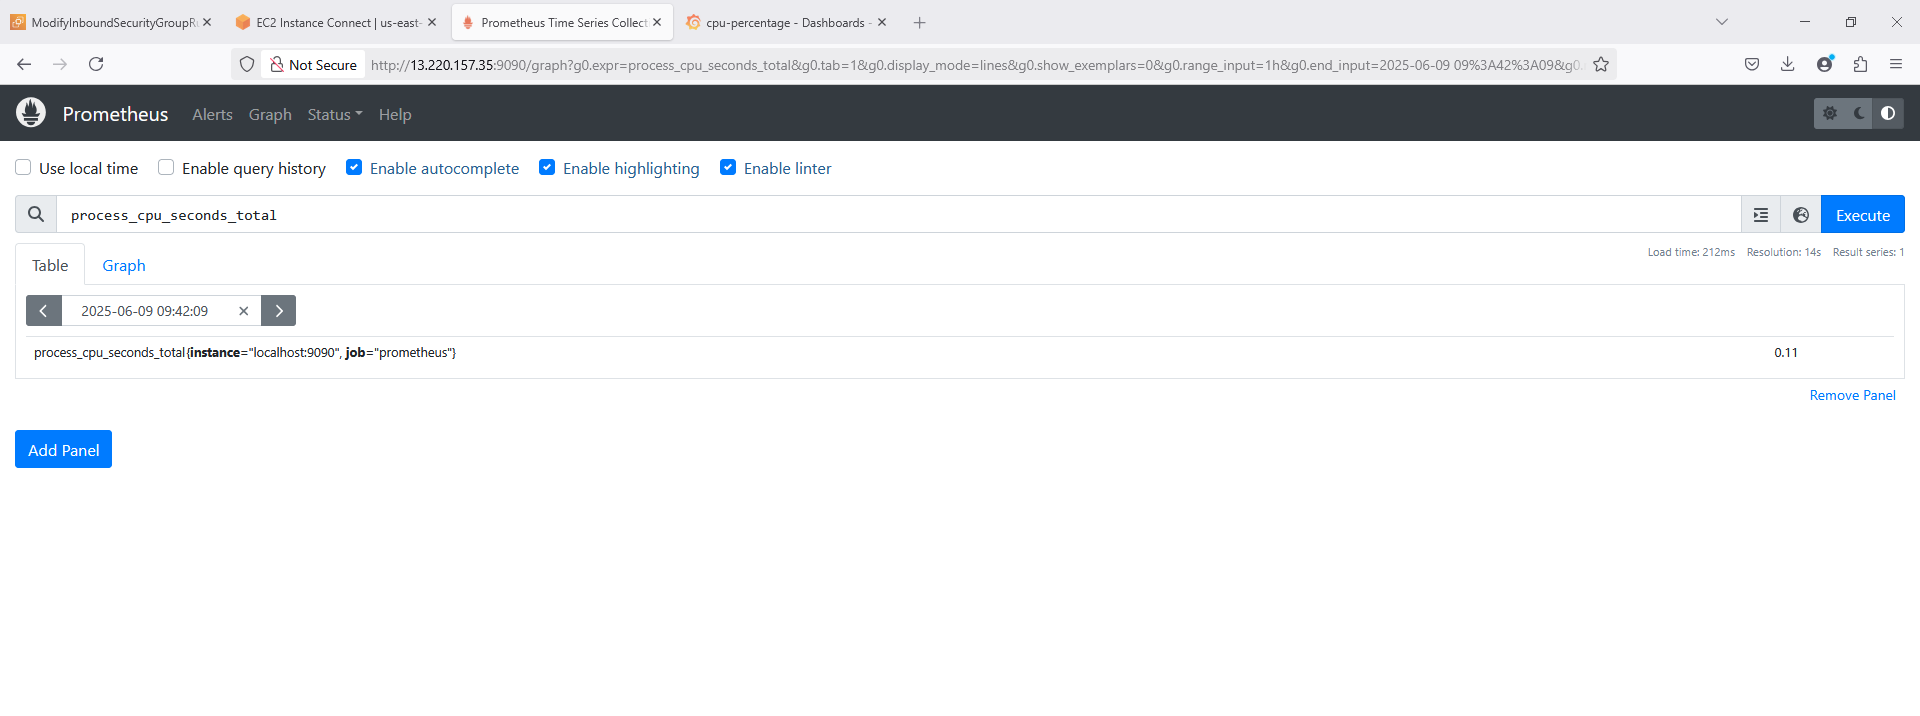 ModifyInboundSecurityGroupRu
EC2 Instance Connect | us-east-
Prometheus Time Series Collect
cpu-percentage - Dashboards -
Not Secure
http://13.220.157.35:9090/graph?g0.expr=process_cpu_seconds_total&g0.tab=1&g0.display_mode=lines&g0.show_exemplars=0&g0.range_input=1h&g0.end_input=2025-06-09 09%3A42%3A09&g0.
Prometheus Alerts Graph Status Help
Use local time Enable query history Enable autocomplete Enable highlighting Enable linter
process_cpu_seconds_total
Execute
Table Graph
Load time: 212ms Resolution: 14s Result series: 1
2025-06-09 09:42:09
process_cpu_seconds_total{instance="localhost:9090", job="prometheus"} 0.11
Remove Panel
Add Panel